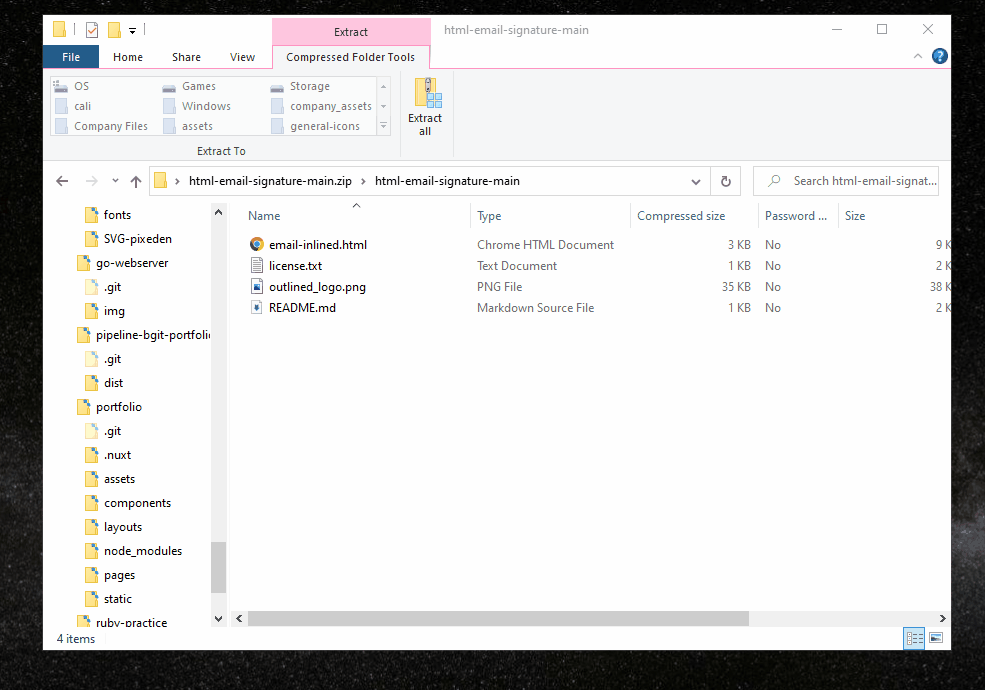 Extract
html-email-signature-main
File Home Share View Compressed Folder Tools
OS Games Storage
cali Windows company_assets
Company Files assets general-icons
Extract all
Extract To
html-email-signature-main.zip > html-email-signature-main
Search html-email-signat...
fonts
SVG-pixeden
go-webserver
.git
img
pipeline-bgit-portfoli
.git
dist
portfolio
.git
.nuxt
assets
components
layouts
node_modules
pages
static
ruby-practice
Name Type Compressed size Password ... Size
email-inlined.html Chrome HTML Document 3 KB No 9 K
license.txt Text Document 1 KB No 2 K
outlined_logo.png PNG File 35 KB No 38 K
README.md Markdown Source File 1 KB No 2 K
4 items